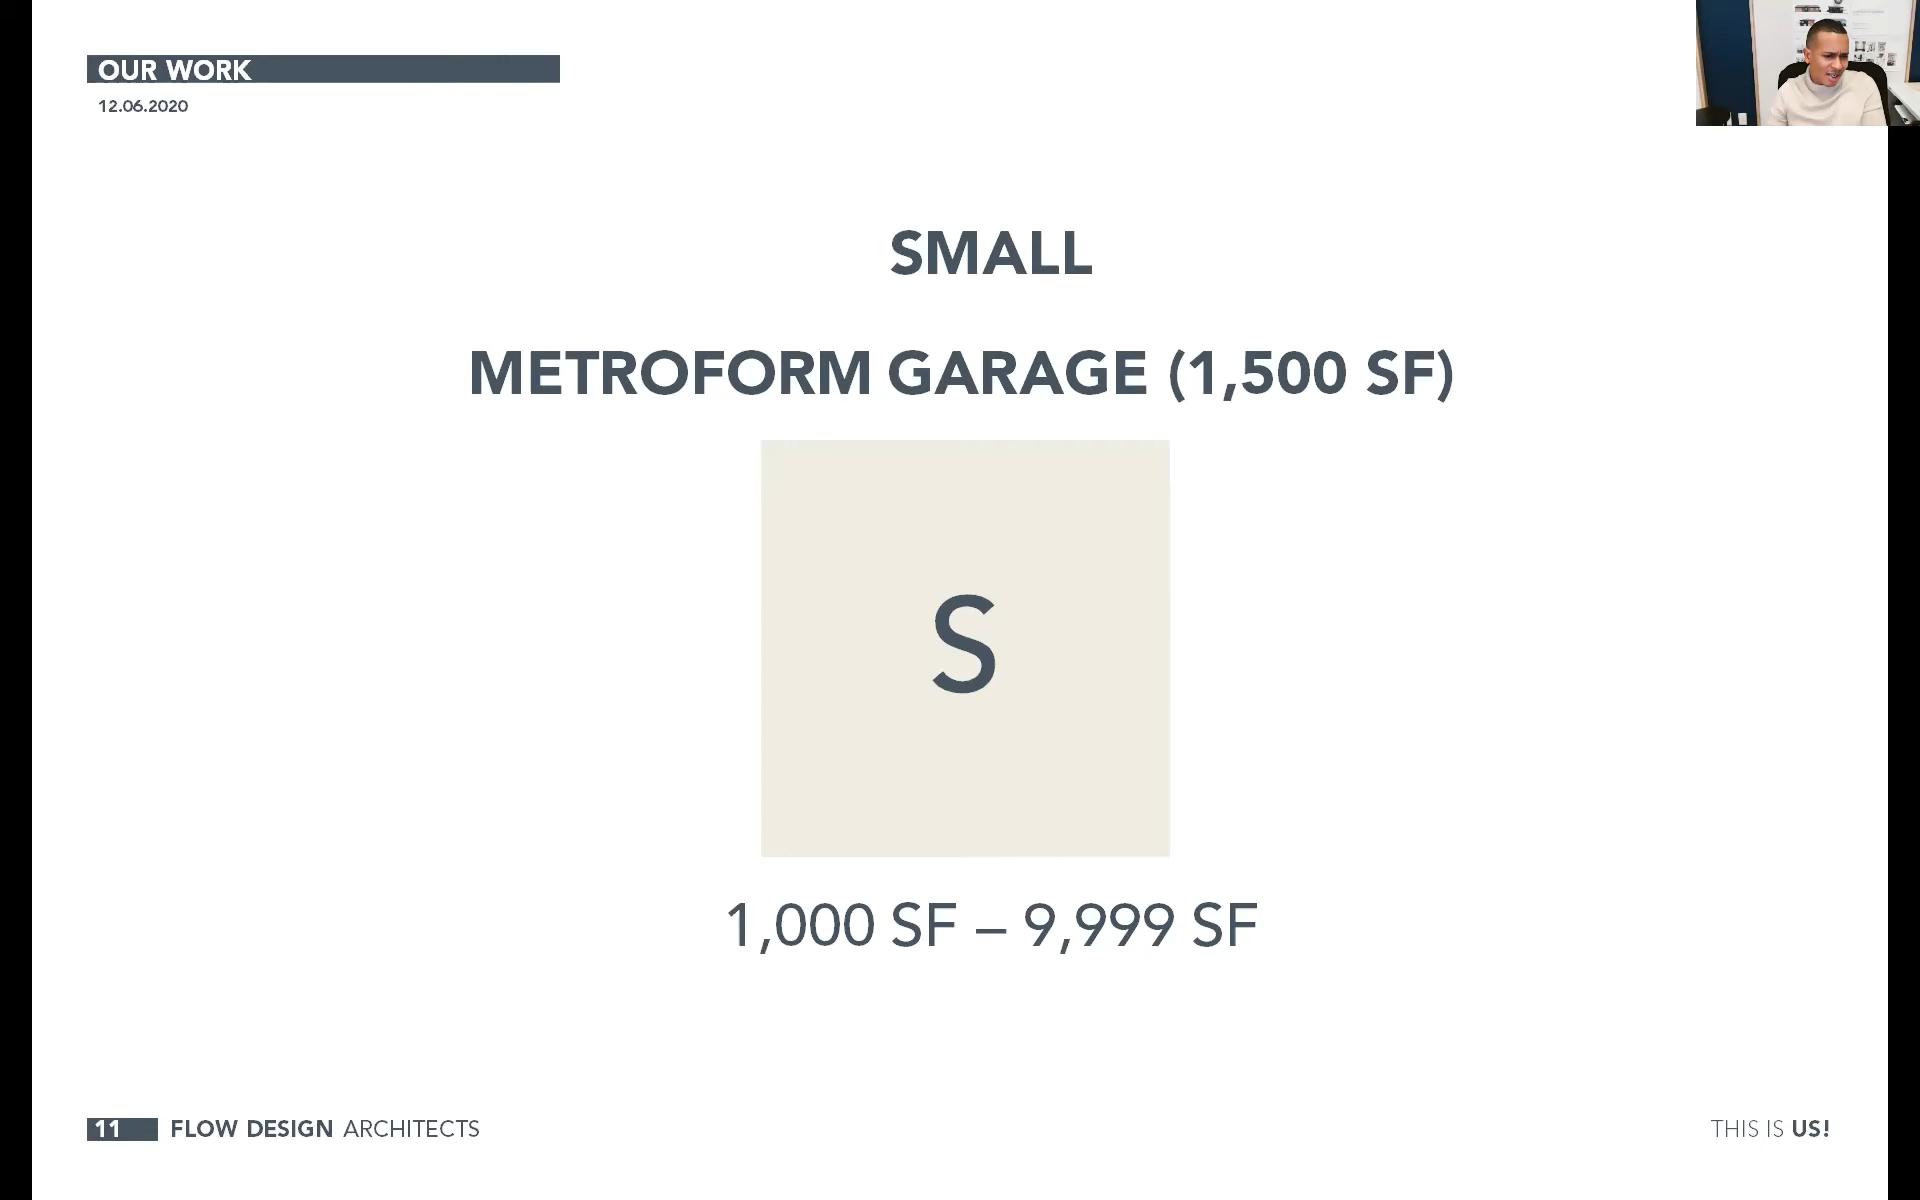 OUR WORK
12.06.2020
SMALL
METROFORM GARAGE (1,500 SF)
S
1,000 SF – 9,999 SF
11 FLOW DESIGN ARCHITECTS
THIS IS US!